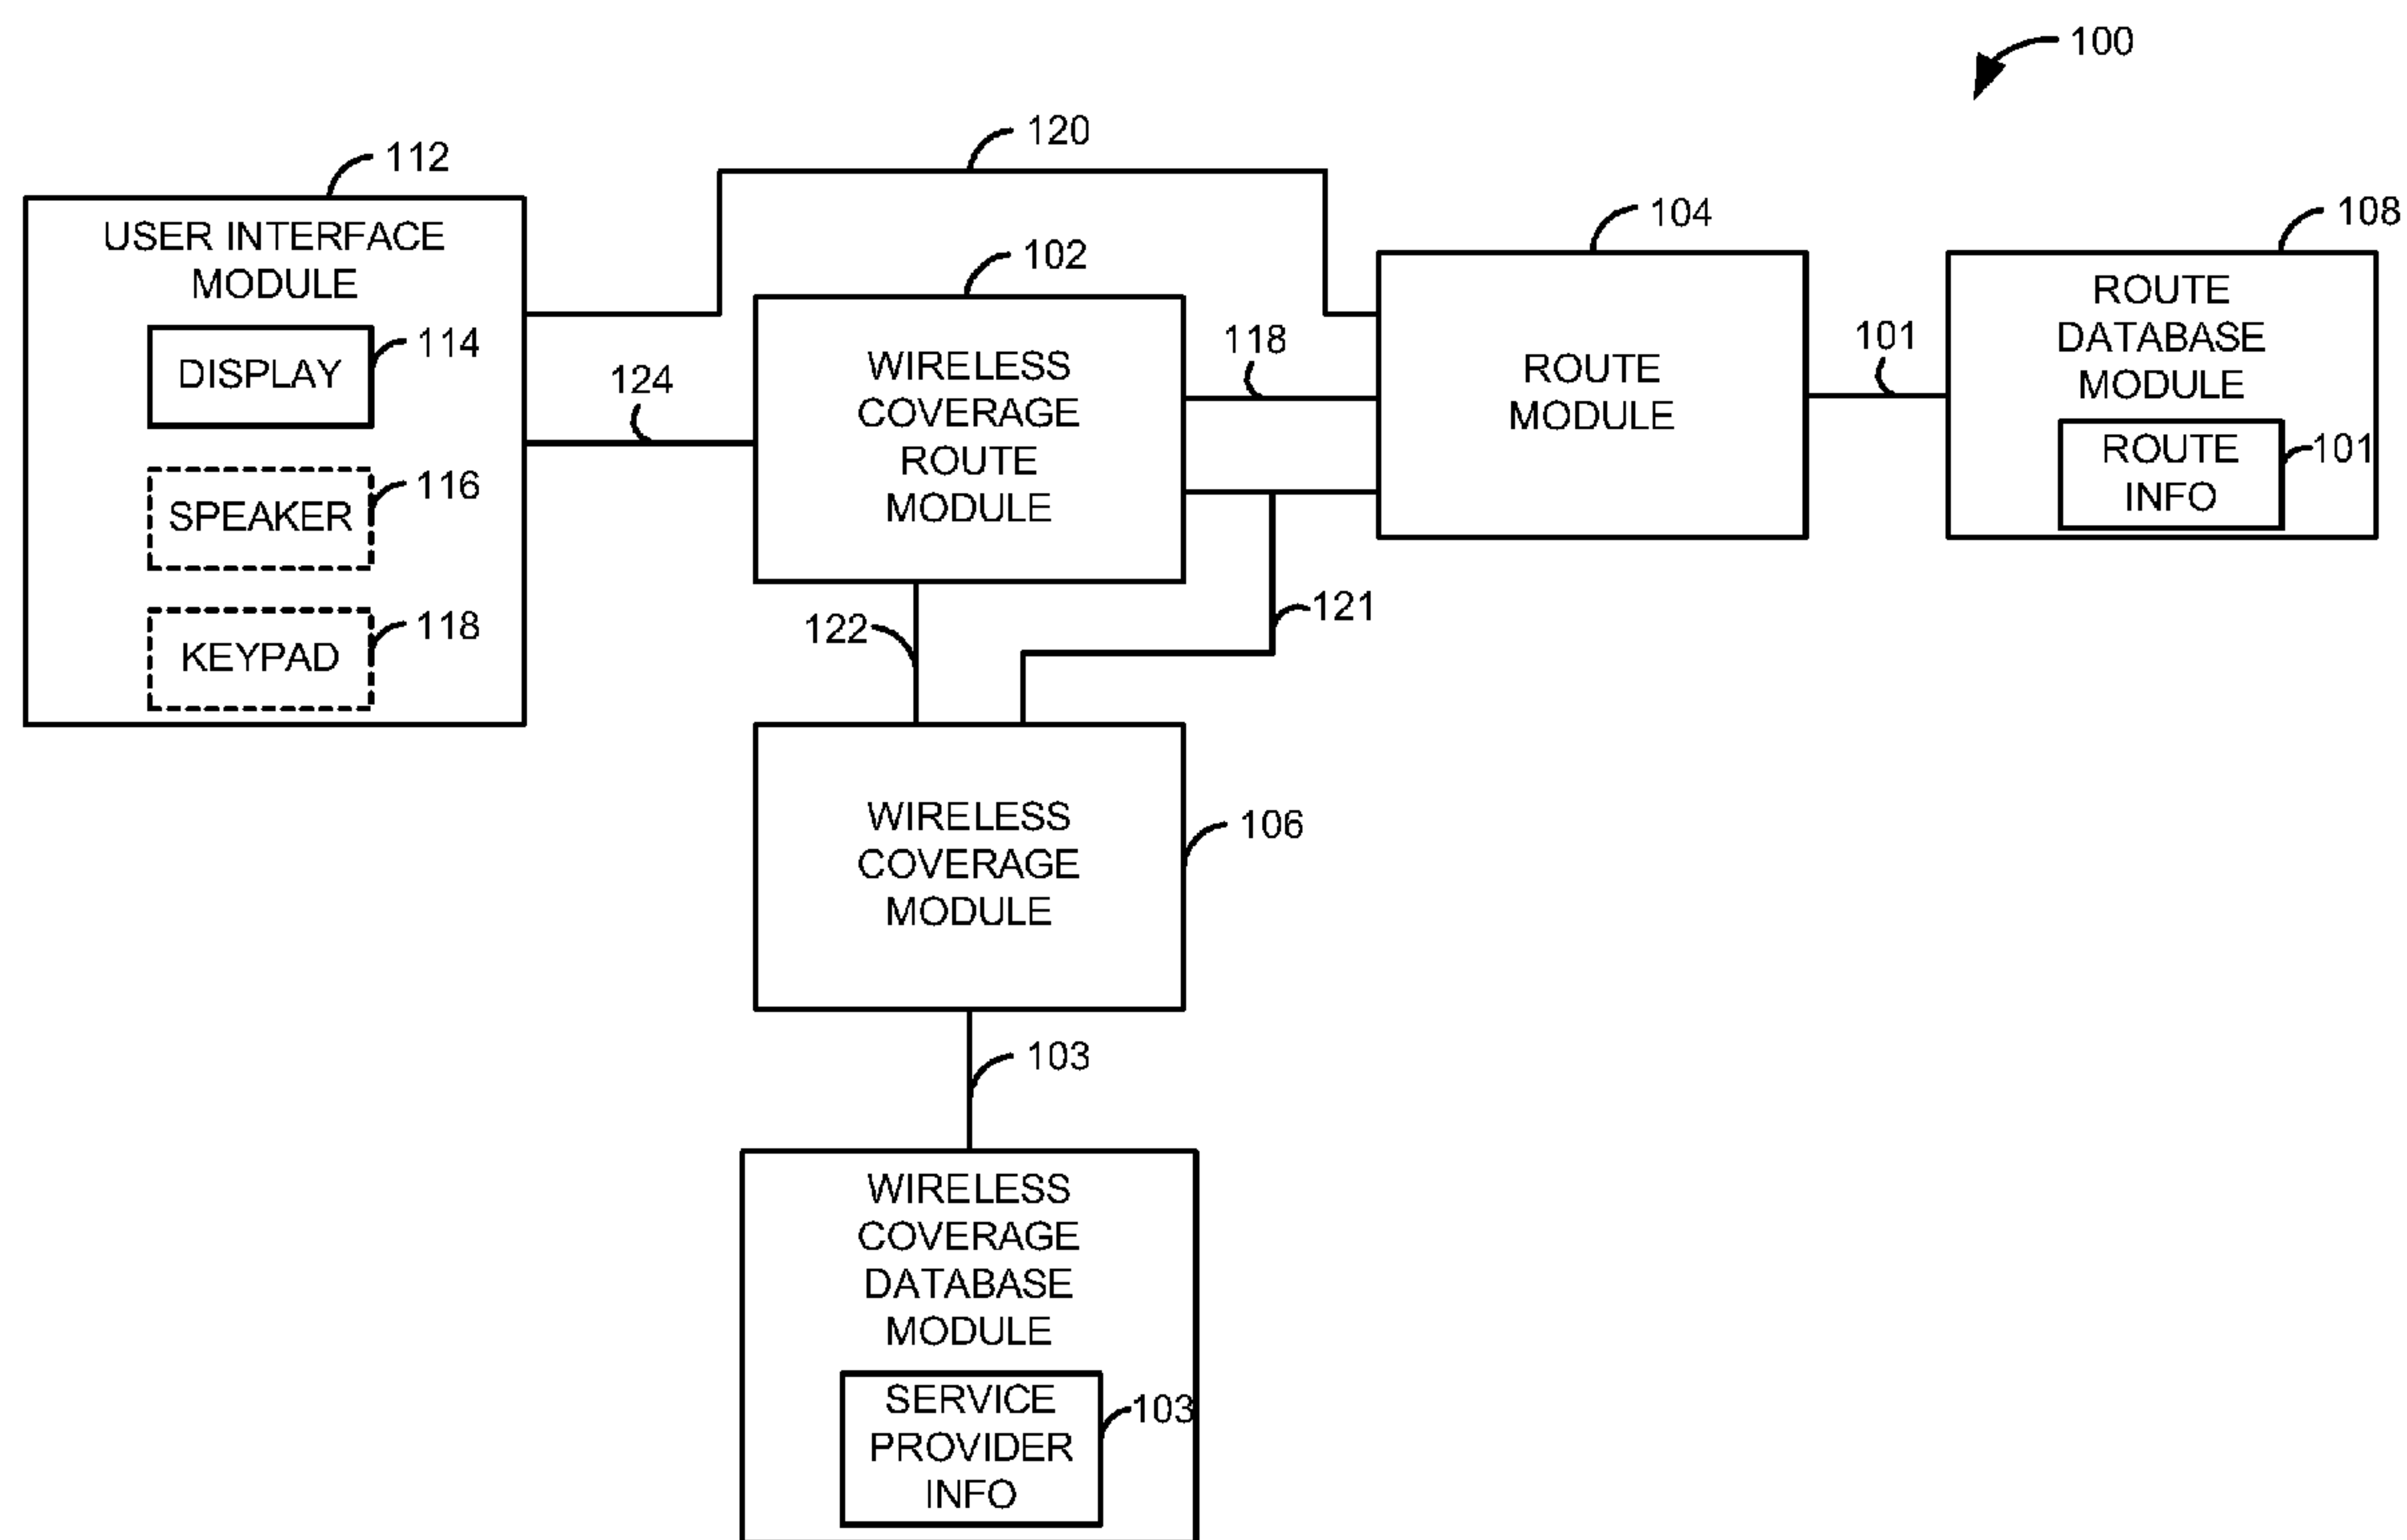 100
120
112
USER INTERFACE
MODULE
DISPLAY
114
SPEAKER
116
KEYPAD
118
124
102
WIRELESS
COVERAGE
ROUTE
MODULE
118
104
ROUTE
MODULE
101
108
ROUTE
DATABASE
MODULE
ROUTE
INFO
101
122
121
WIRELESS
COVERAGE
MODULE
106
103
WIRELESS
COVERAGE
DATABASE
MODULE
SERVICE
PROVIDER
INFO
103